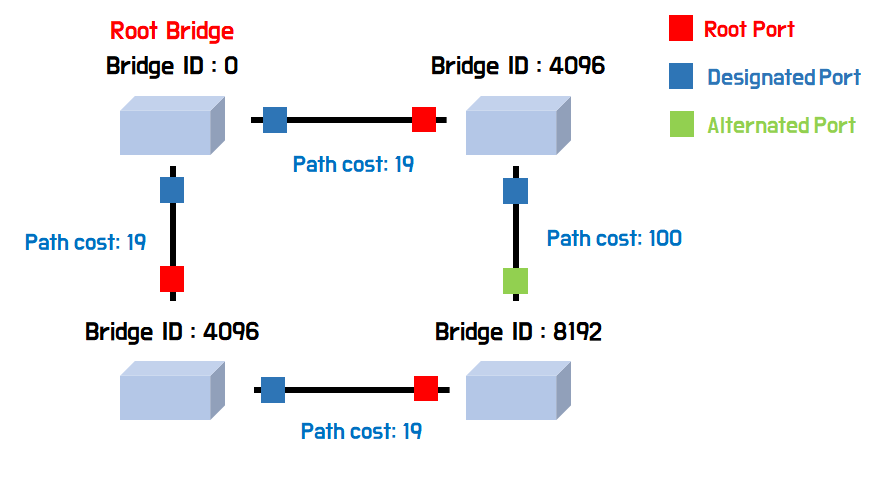 Root Bridge
Bridge ID : 0
Bridge ID : 4096
Root Port
Designated Port
Alternated Port
Path cost: 19
Path cost: 19
Path cost: 100
Bridge ID : 4096
Bridge ID : 8192
Path cost: 19